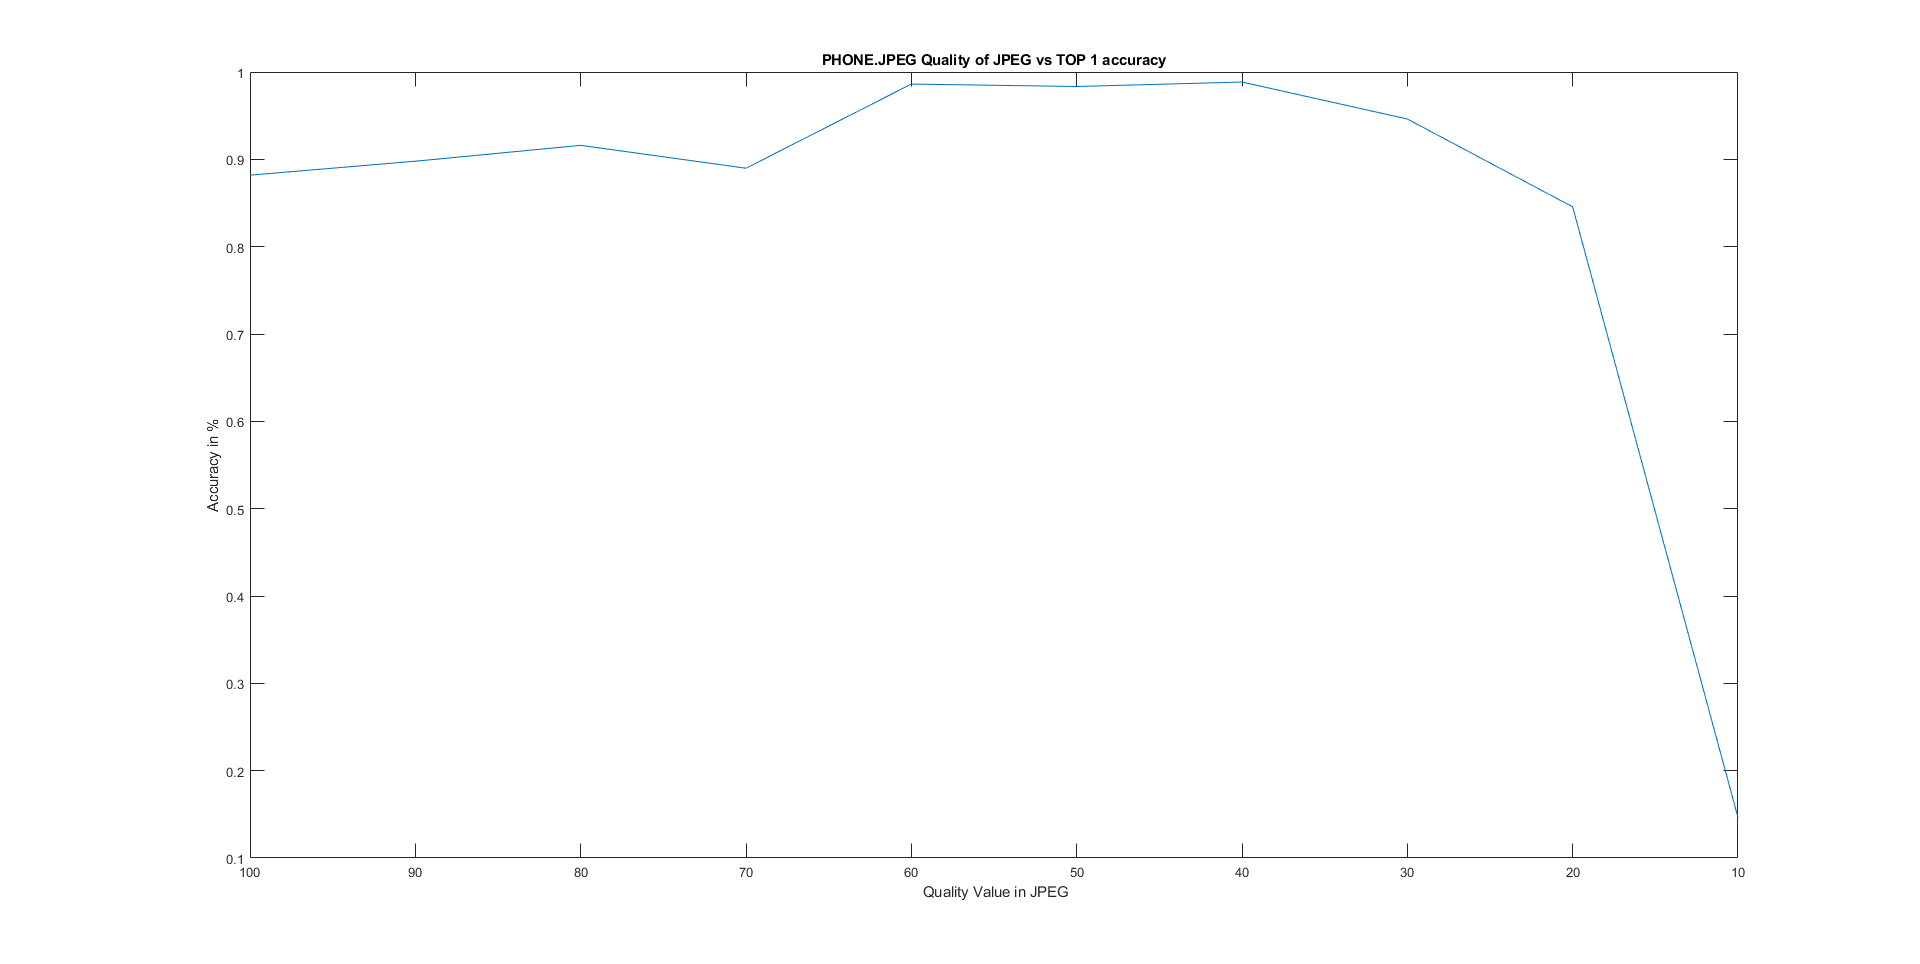 PHONE.JPEG Quality of JPEG vs TOP 1 accuracy
1
0.9
0.8
0.7
0.6
0.5
0.4
0.3
0.2
0.1
Accuracy in %
100 90 80 70 60 50 40 30 20 10
Quality Value in JPEG